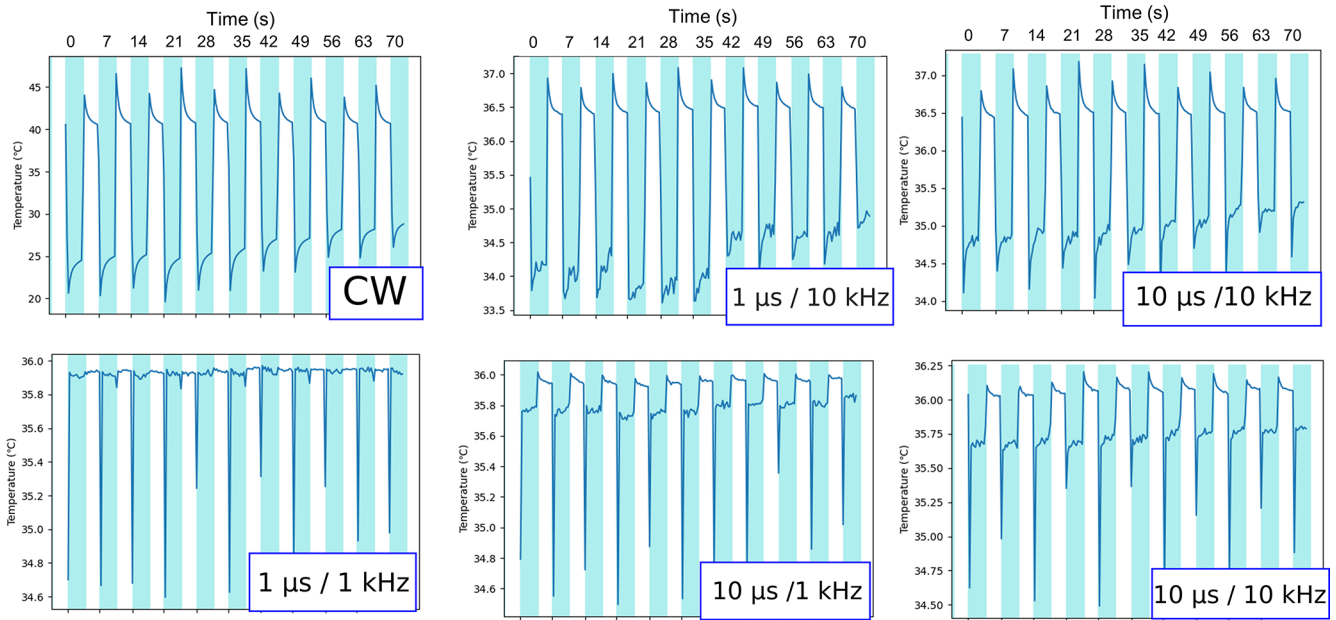 Time (s)
0 7 14 21 28 35 42 49 56 63 70
Temperature (°C)
45
40
35
30
25
20
CW
Time (s)
0 7 14 21 28 35 42 49 56 63 70
Temperature (°C)
37.0
36.5
36.0
35.5
35.0
34.5
34.0
33.5
1 μs / 10 kHz
Time (s)
0 7 14 21 28 35 42 49 56 63 70
Temperature (°C)
37.0
36.5
36.0
35.5
35.0
34.5
34.0
10 μs /10 kHz
Temperature (°C)
36.0
35.8
35.6
35.4
35.2
35.0
34.8
34.6
1 μs / 1 kHz
Temperature (°C)
36.0
35.8
35.6
35.4
35.2
35.0
34.8
34.6
10 μs /1 kHz
Temperature (°C)
36.25
36.00
35.75
35.50
35.25
35.00
34.75
34.50
10 μs / 10 kHz